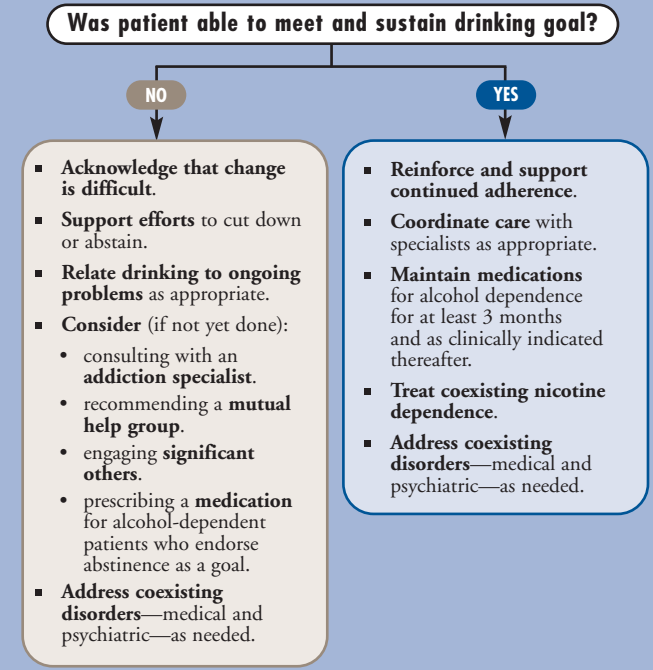 Was patient able to meet and sustain drinking goal?
NO
■ Acknowledge that change
is difficult.
■ Support efforts to cut down
or abstain.
■ Relate drinking to ongoing
problems as appropriate.
■ Consider (if not yet done):
• consulting with an
addiction specialist.
• recommending a mutual
help group.
• engaging significant
others.
• prescribing a medication
for alcohol-dependent
patients who endorse
abstinence as a goal.
■ Address coexisting
disorders—medical and
psychiatric—as needed.
YES
■ Reinforce and support
continued adherence.
■ Coordinate care with
specialists as appropriate.
■ Maintain medications
for alcohol dependence
for at least 3 months
and as clinically indicated
thereafter.
■ Treat coexisting nicotine
dependence.
■ Address coexisting
disorders—medical and
psychiatric—as needed.